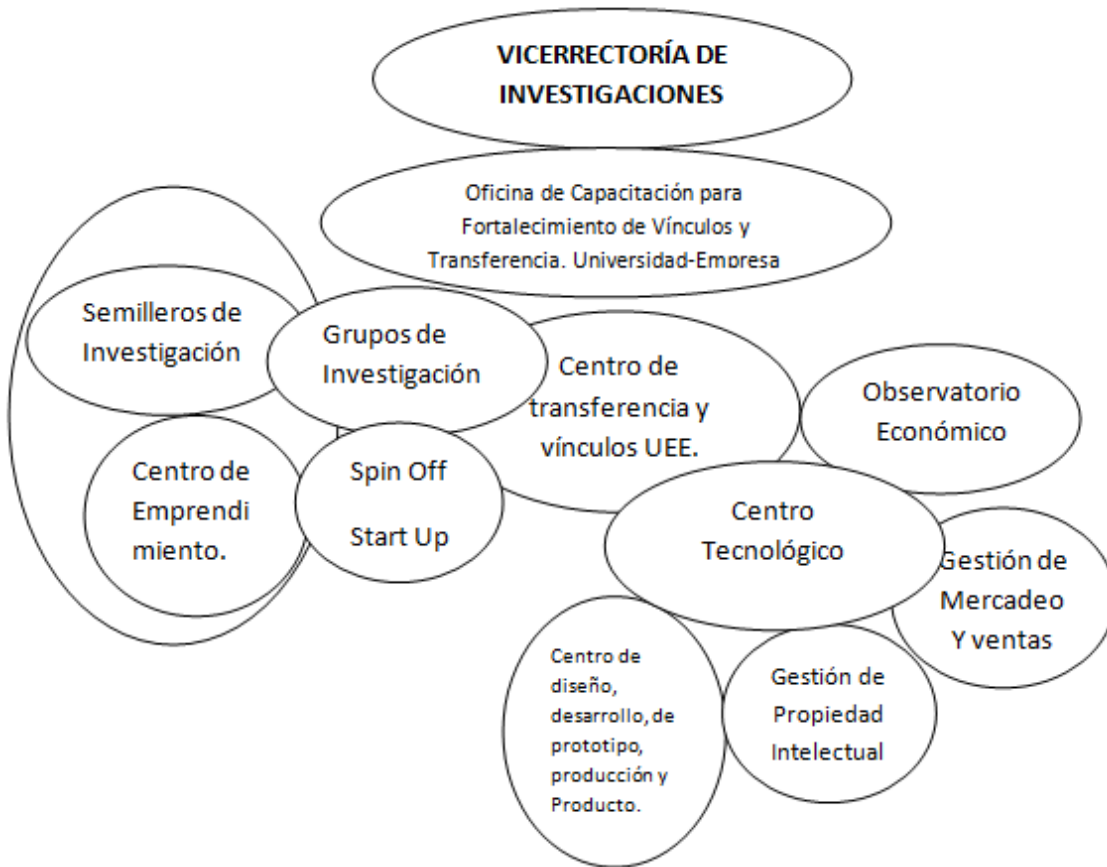 VICERRECTORÍA DE
INVESTIGACIONES
Oficina de Capacitación para
Fortalecimiento de Vínculos y
Transferencia. Universidad-Empresa
Semilleros de
Investigación
Grupos de
Investigación
Centro de
transferencia y
vínculos UEE.
Observatorio
Económico
Centro de
Emprendi
miento.
Spin Off
Start Up
Centro
Tecnológico
Gestión de
Mercadeo
Y ventas
Centro de
diseño,
desarrollo, de
prototipo,
producción y
Producto.
Gestión de
Propiedad
Intelectual